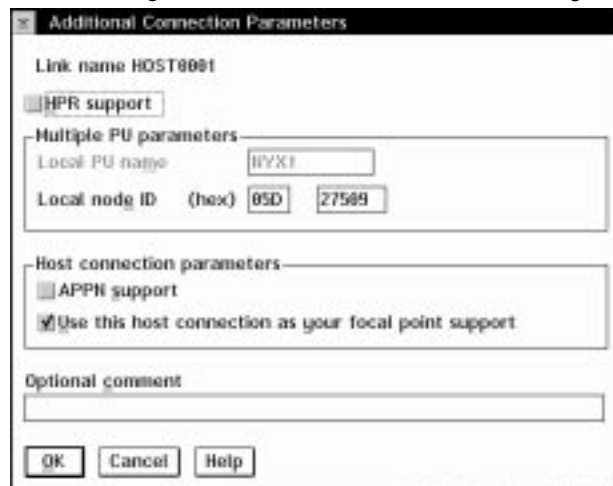 Additional Connection Parameters
Link name HOST0001
HPR support
Multiple PU parameters
Local PU name NYX1
Local node ID (hex) 05D 27509
Host connection parameters
APPN support
Use this host connection as your focal point support
Optional comment
OK Cancel Help